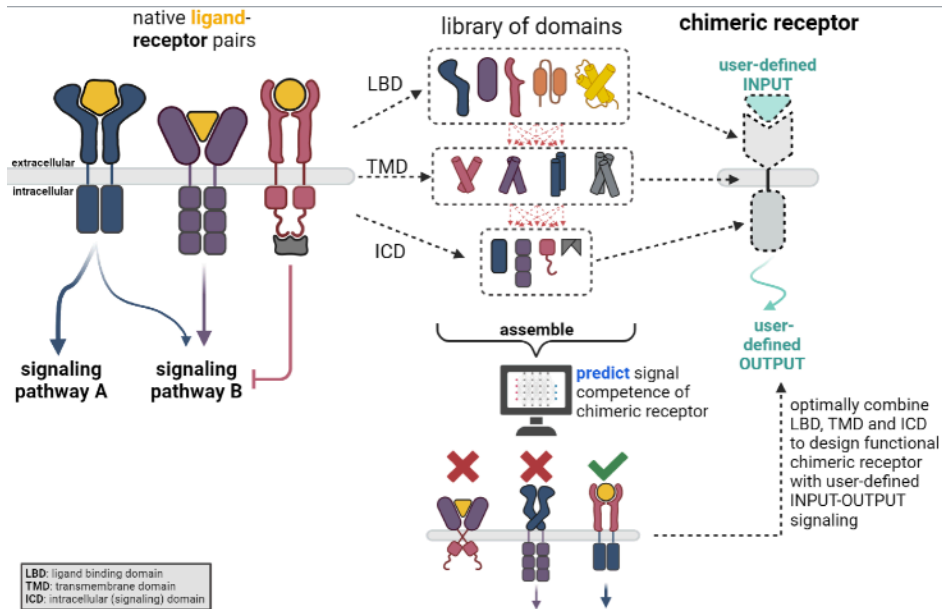 native ligand-
receptor pairs
extracellular
intracellular
signaling
pathway A
signaling
pathway B
library of domains
LBD
TMD
ICD
assemble
predict signal
competence of
chimeric receptor
chimeric receptor
user-defined
INPUT
user-
defined
OUTPUT
optimally combine
LBD, TMD and ICD
to design functional
chimeric receptor
with user-defined
INPUT-OUTPUT
signaling
LBD: ligand binding domain
TMD: transmembrane domain
ICD: intracellular (signaling) domain